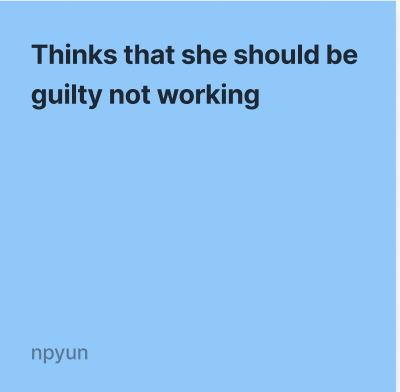 Thinks that she should be
guilty not working
npyun